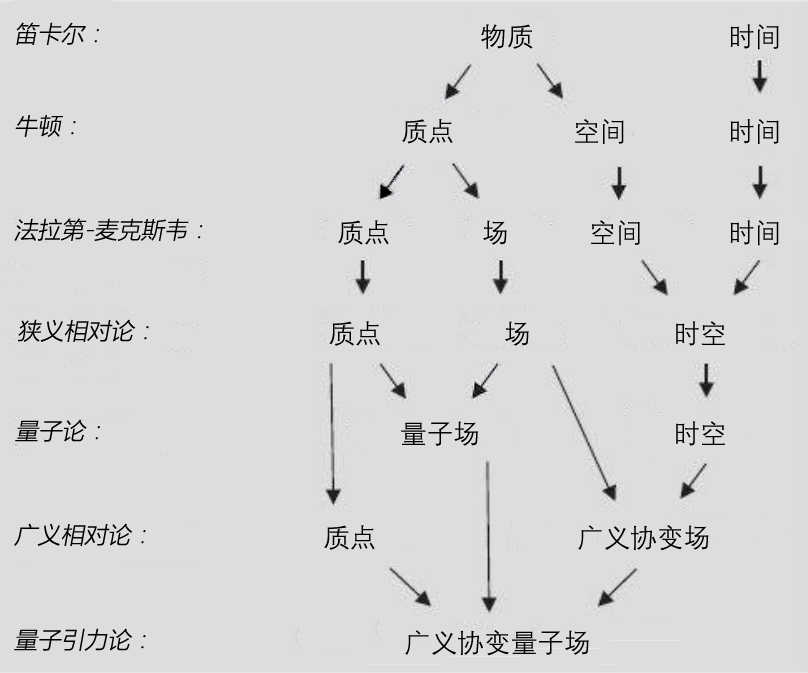 笛卡尔： 物质 时间
牛顿： 质点 空间 时间
法拉第-麦克斯韦： 质点 场 空间 时间
狭义相对论： 质点 场 时空
量子论： 量子场 时空
广义相对论： 质点 广义协变场
量子引力论： 广义协变量子场